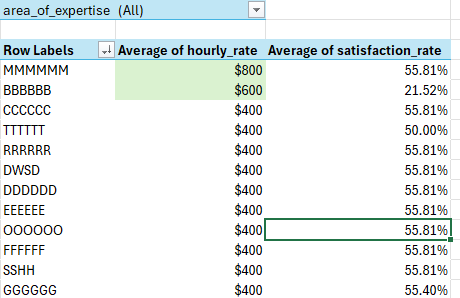 area_of_expertise (All)
Row Labels Average of hourly_rate Average of satisfaction_rate
MMMMMM $800 55.81%
BBBBBB $600 21.52%
CCCCCC $400 55.81%
TTTTTT $400 50.00%
RRRRRR $400 55.81%
DWSD $400 55.81%
DDDDDD $400 55.81%
EEEEEE $400 55.81%
OOOOOO $400 55.81%
FFFFFF $400 55.81%
SSHH $400 55.81%
GGGGGG $400 55.40%